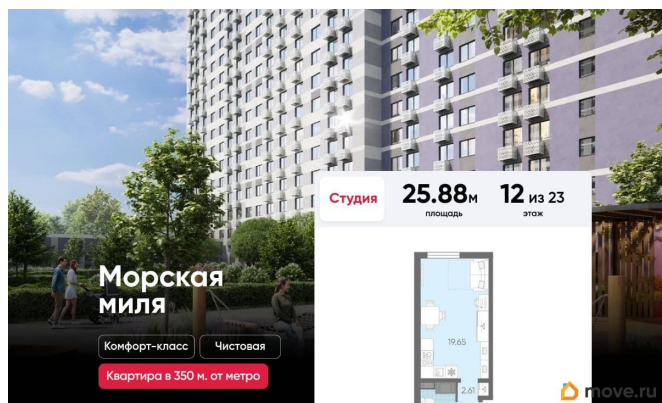 Студия
25.88м
площадь
12 из 23
этаж
Морская
миля
Комфорт-класс
Чистовая
Квартира в 350 м. от метро
19.65
2.61
move.ru